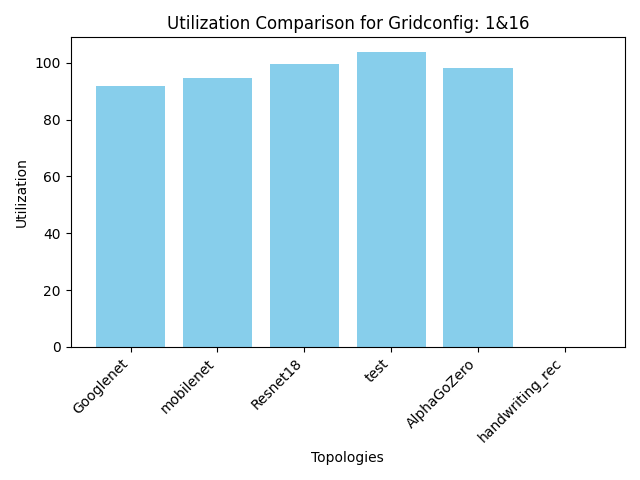 Utilization Comparison for Gridconfig: 1&16
Utilization
100
80
60
40
20
0
Googlenet
mobilenet
Resnet18
test
AlphaGoZero
handwriting_rec
Topologies